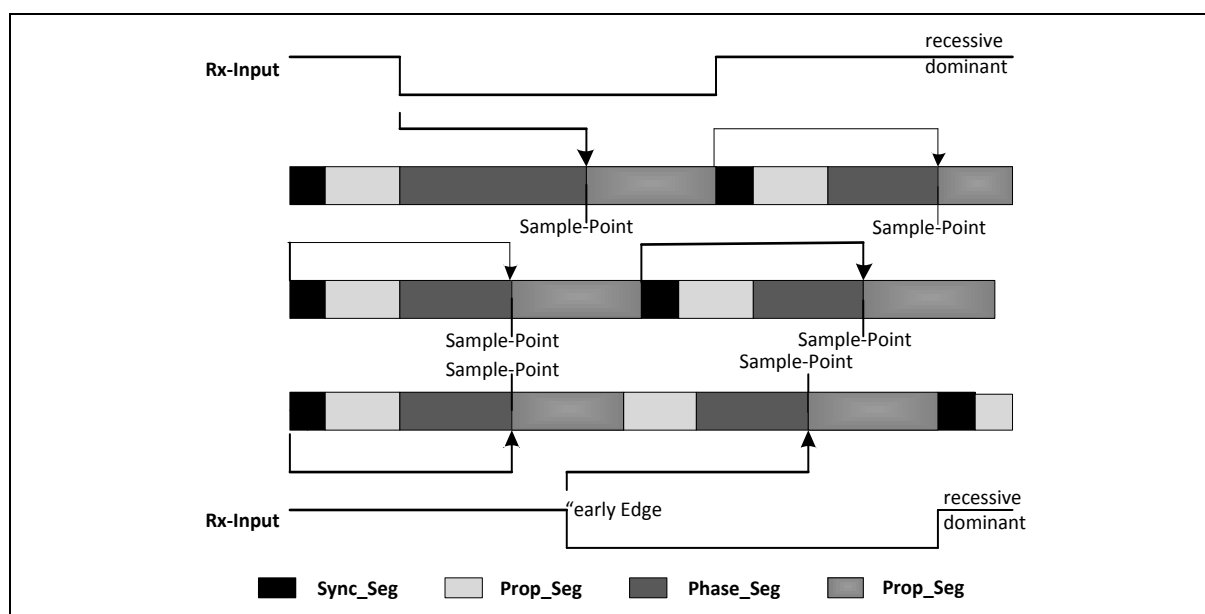 recessive
Rx-Input
dominant
Sample-Point
Sample-Point
Sample-Point
Sample-Point
Sample-Point
Sample-Point
“early Edge
recessive
Rx-Input
dominant
Sync_Seg
Prop_Seg
Phase_Seg
Prop_Seg